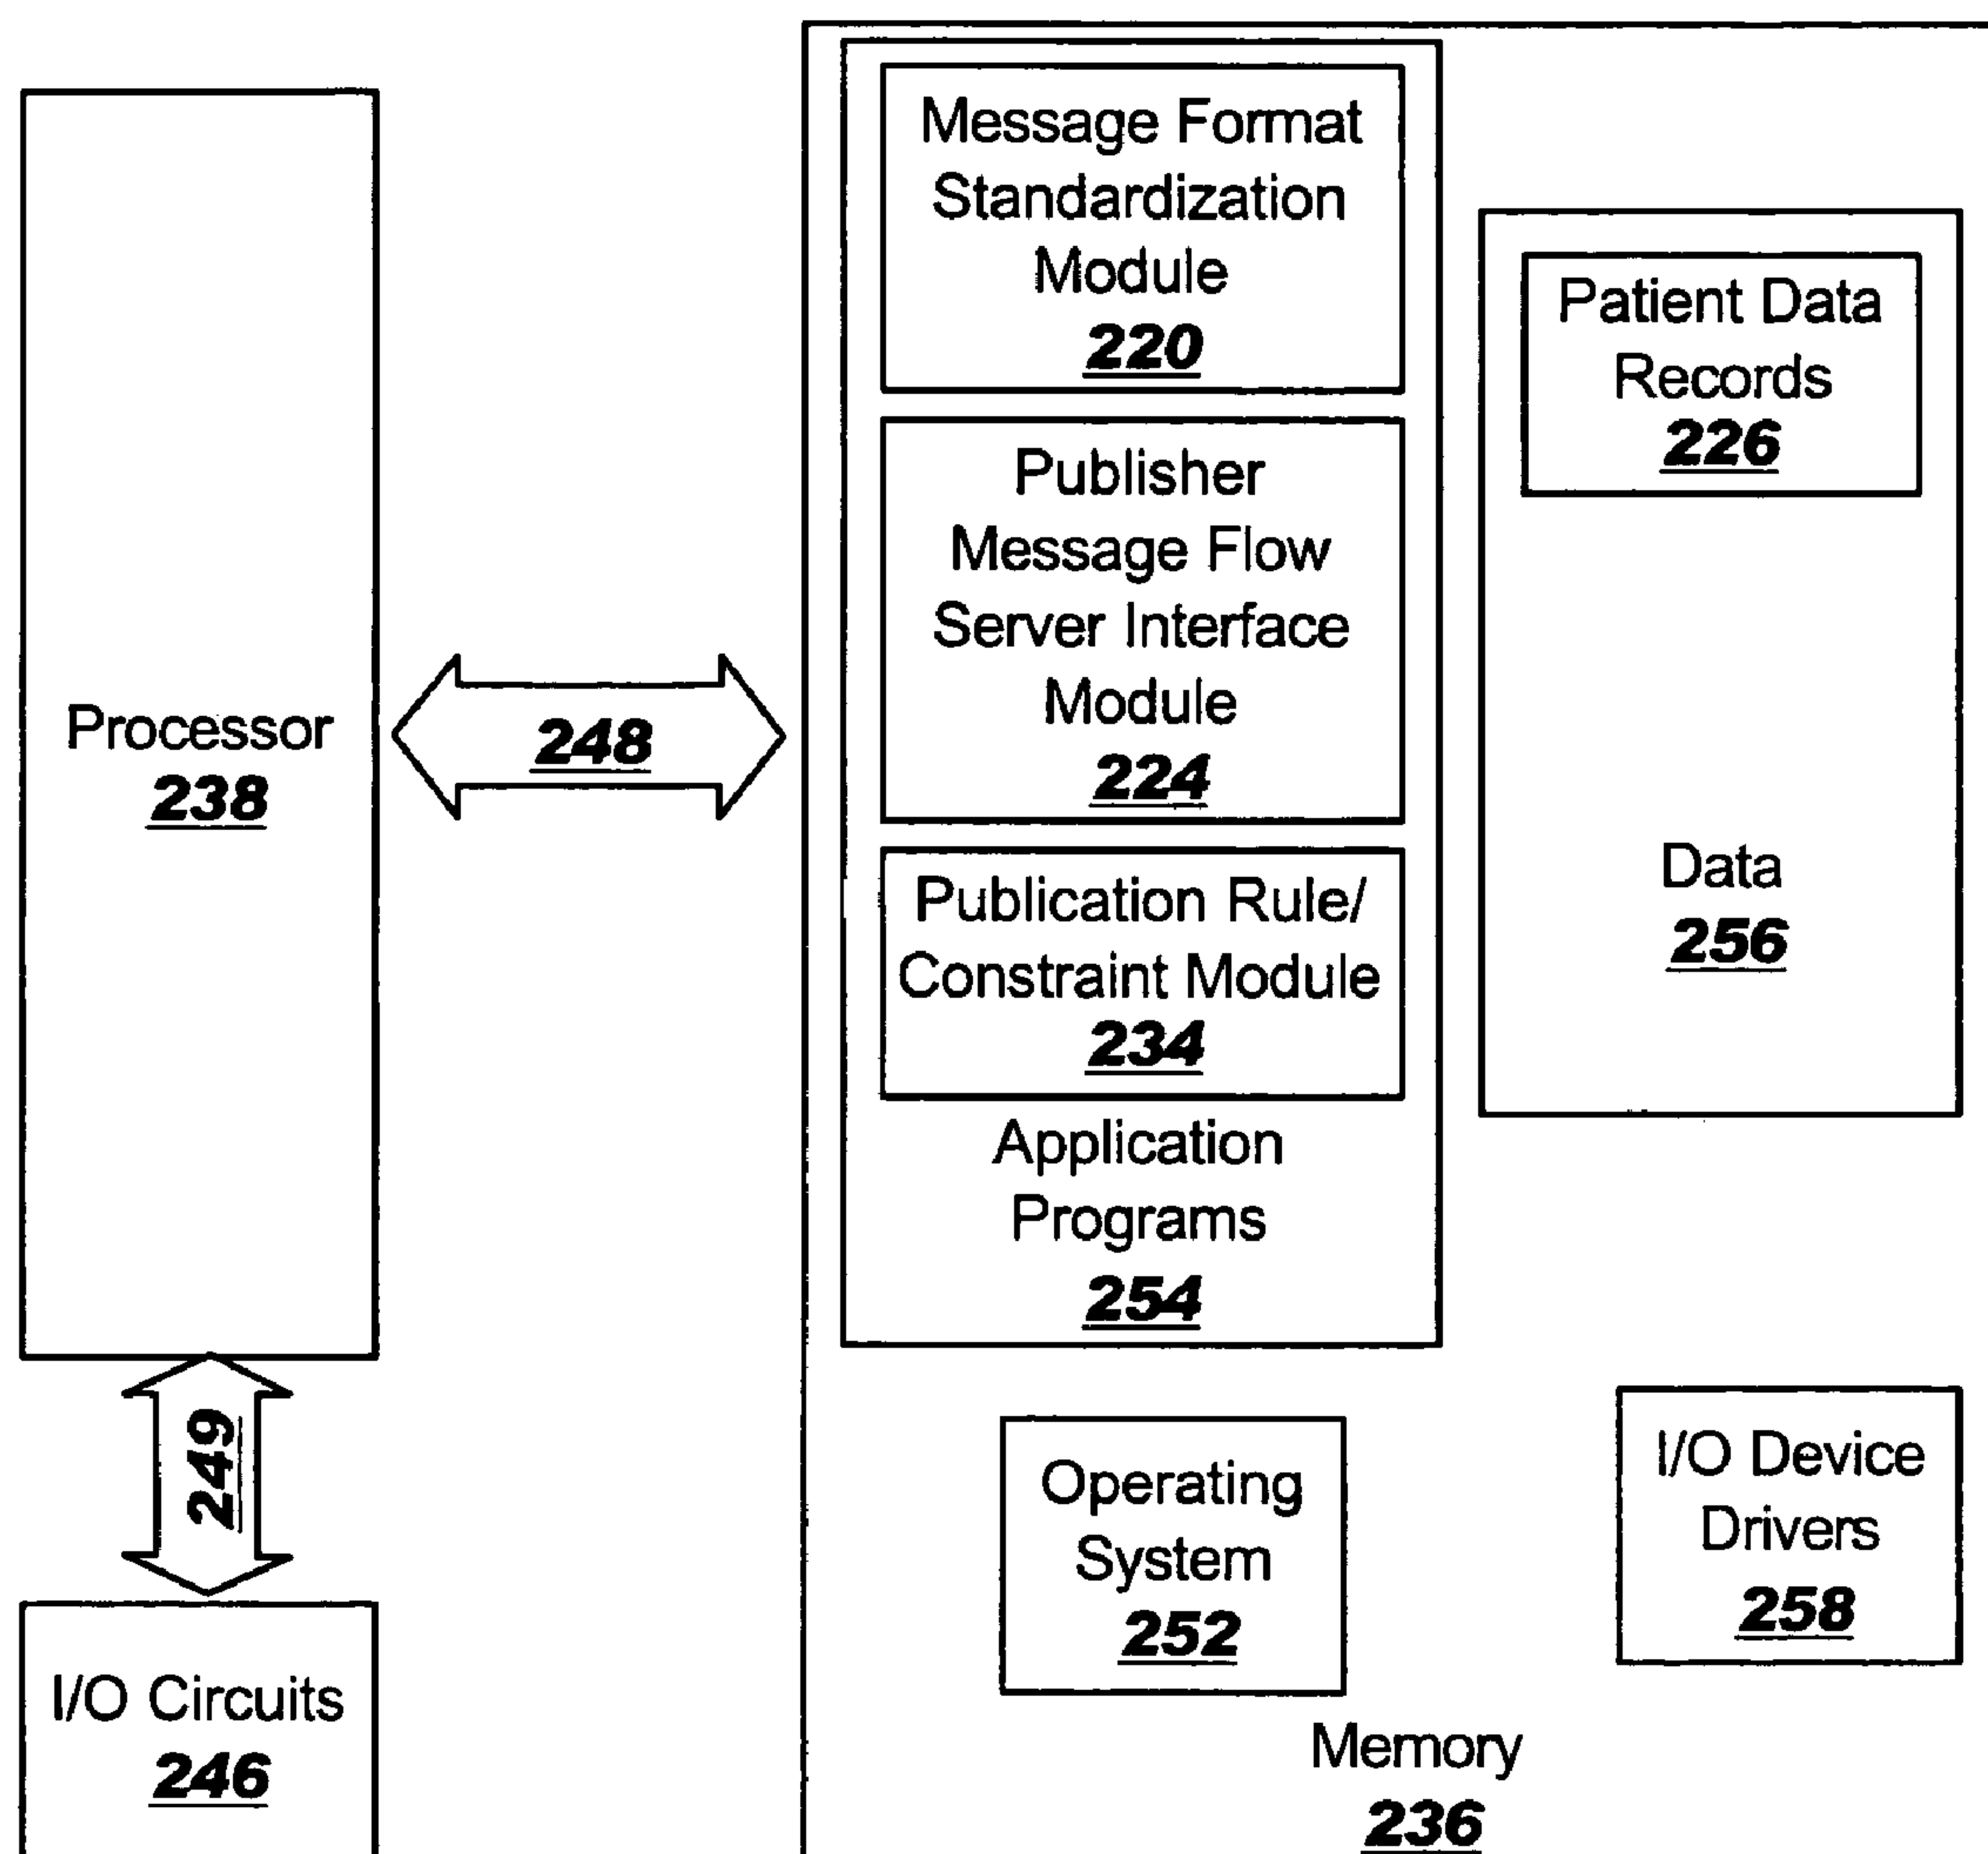 Processor
238
248
249
I/O Circuits
246
Message Format
Standardization
Module
220
Publisher
Message Flow
Server Interface
Module
224
Publication Rule/
Constraint Module
234
Application
Programs
254
Patient Data
Records
226
Data
256
Operating
System
252
I/O Device
Drivers
258
Memory
236